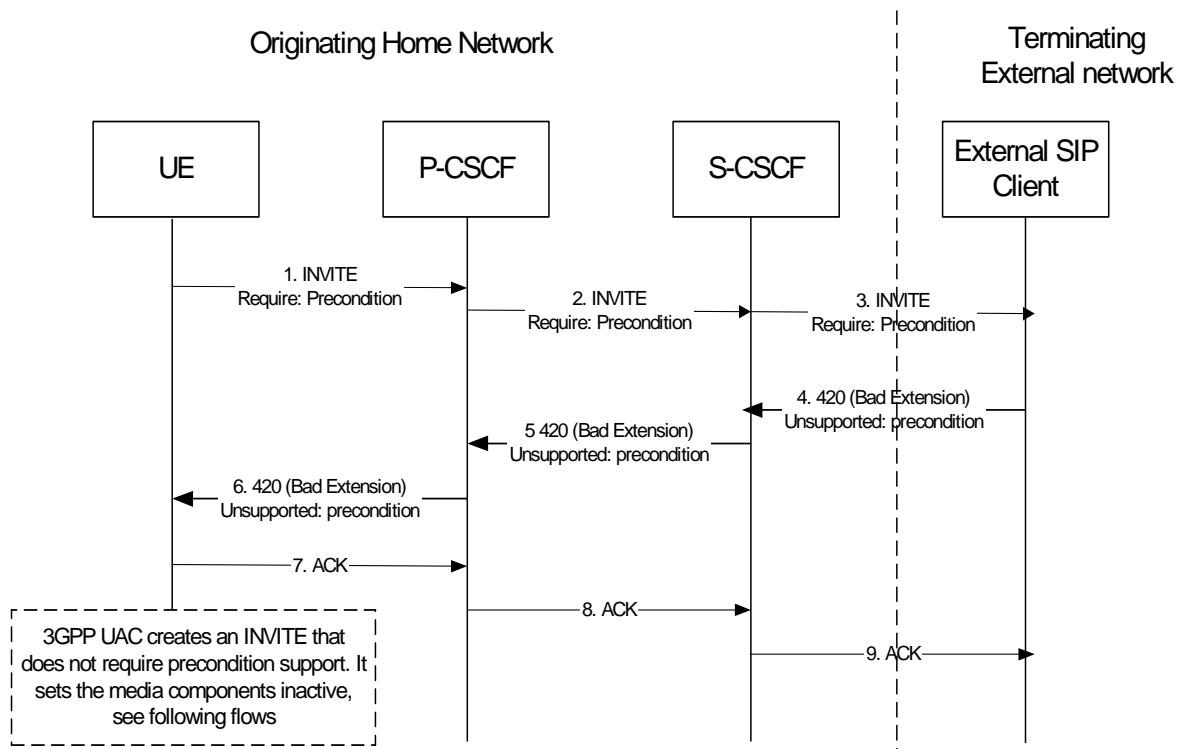 Originating Home Network
Terminating
External network
UE
P-CSCF
S-CSCF
External SIP
Client
1. INVITE
Require: Precondition
2. INVITE
Require: Precondition
3. INVITE
Require: Precondition
4. 420 (Bad Extension)
Unsupported: precondition
5 420 (Bad Extension)
Unsupported: precondition
6. 420 (Bad Extension)
Unsupported: precondition
7. ACK
8. ACK
9. ACK
3GPP UAC creates an INVITE that
does not require precondition support. It
sets the media components inactive,
see following flows